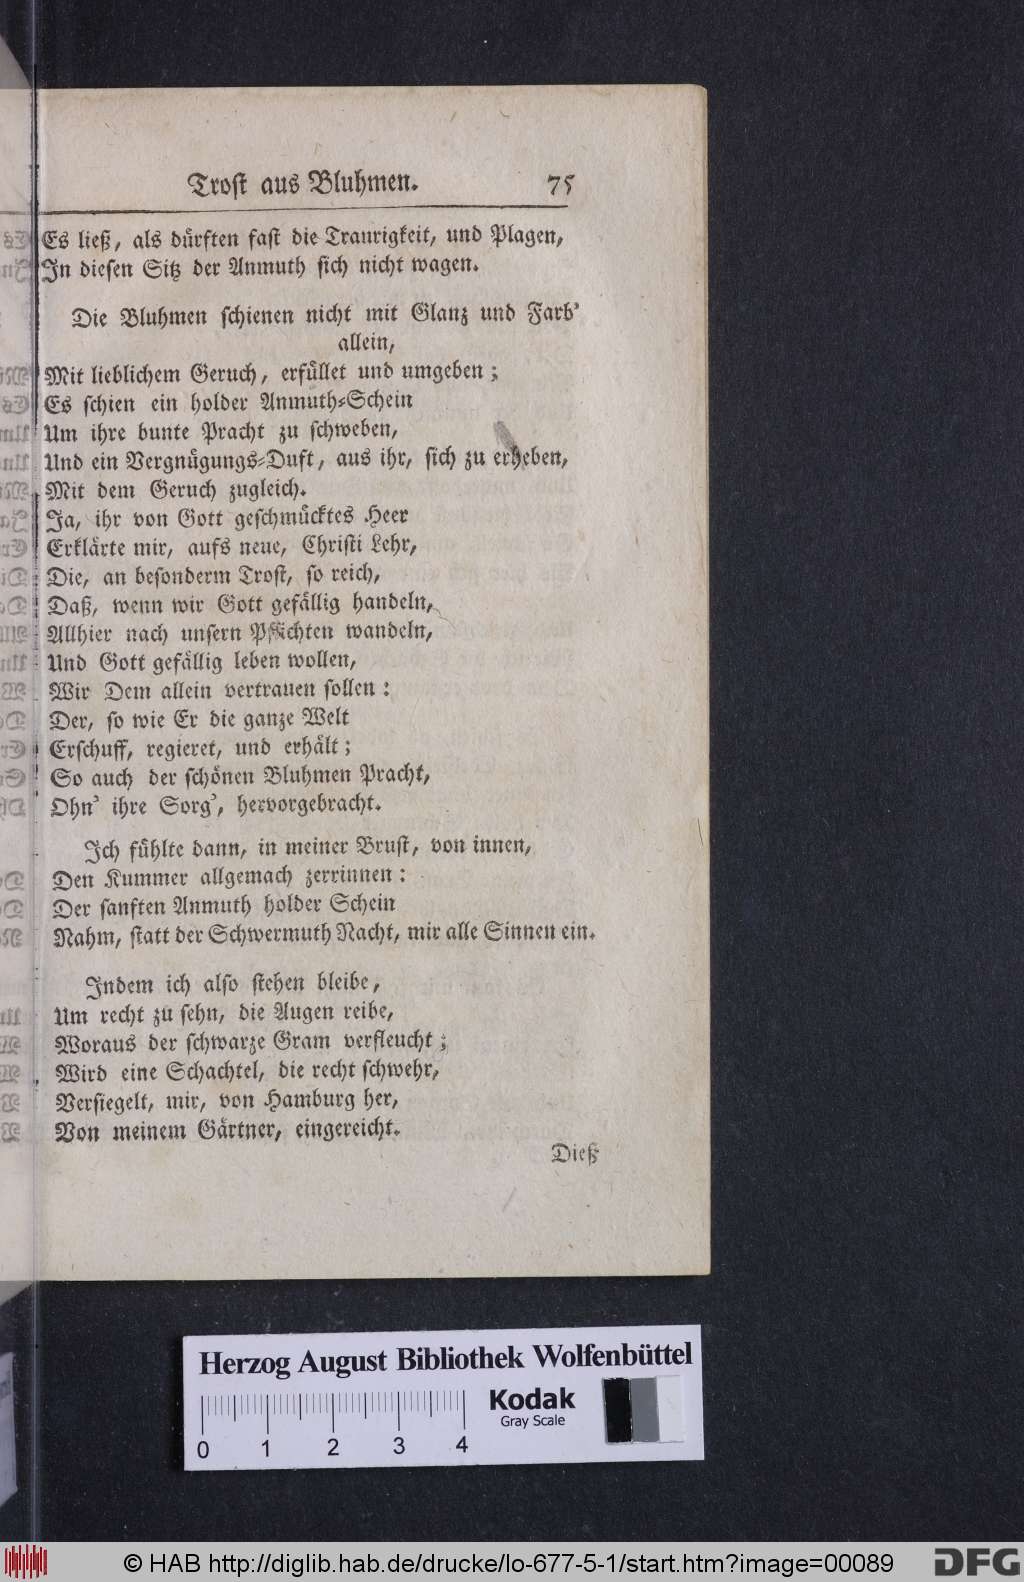 Trost aus Bluhmen. 75
Es ließ, als dürften fast die Traurigkeit, und Plagen,
In diesen Sitz der Anmuth sich nicht wagen.
Die Bluhmen schienen nicht mit Glanz und Farb'
allein,
Mit lieblichem Geruch, erfüllet und umgeben;
Es schien ein holder Anmuth-Schein
Um ihre bunte Pracht zu schweben,
Und ein Vergnügungs-Duft, aus ihr, sich zu erheben,
Mit dem Geruch zugleich.
Ja, ihr von Gott geschmücktes Heer
Erklärte mir, aufs neue, Christi Lehr,
Die, an besonderm Trost, so reich,
Daß, wenn wir Gott gefällig handeln,
Allhier nach unsern Pflichten wandeln,
Und Gott gefällig leben wollen,
Wir Dem allein vertrauen sollen:
Der, so wie Er die ganze Welt
Erschuff, regieret, und erhält;
So auch der schönen Bluhmen Pracht,
Ohn' ihre Sorg', hervorgebracht.
Ich fühlte dann, in meiner Brust, von innen,
Den Kummer allgemach zerrinnen:
Der sanften Anmuth holder Schein
Nahm, statt der Schwermuth Nacht, mir alle Sinnen ein.
Indem ich also stehen bleibe,
Um recht zu sehn, die Augen reibe,
Woraus der schwarze Gram verfleucht;
Wird eine Schachtel, die recht schwehr,
Versiegelt, mir, von Hamburg her,
Von meinem Gärtner, eingereicht.
Dieß
Herzog August Bibliothek Wolfenbüttel
Kodak
Gray Scale
0 1 2 3 4
© HAB http://diglib.hab.de/drucke/lo-677-5-1/start.htm?image=00089
DFG